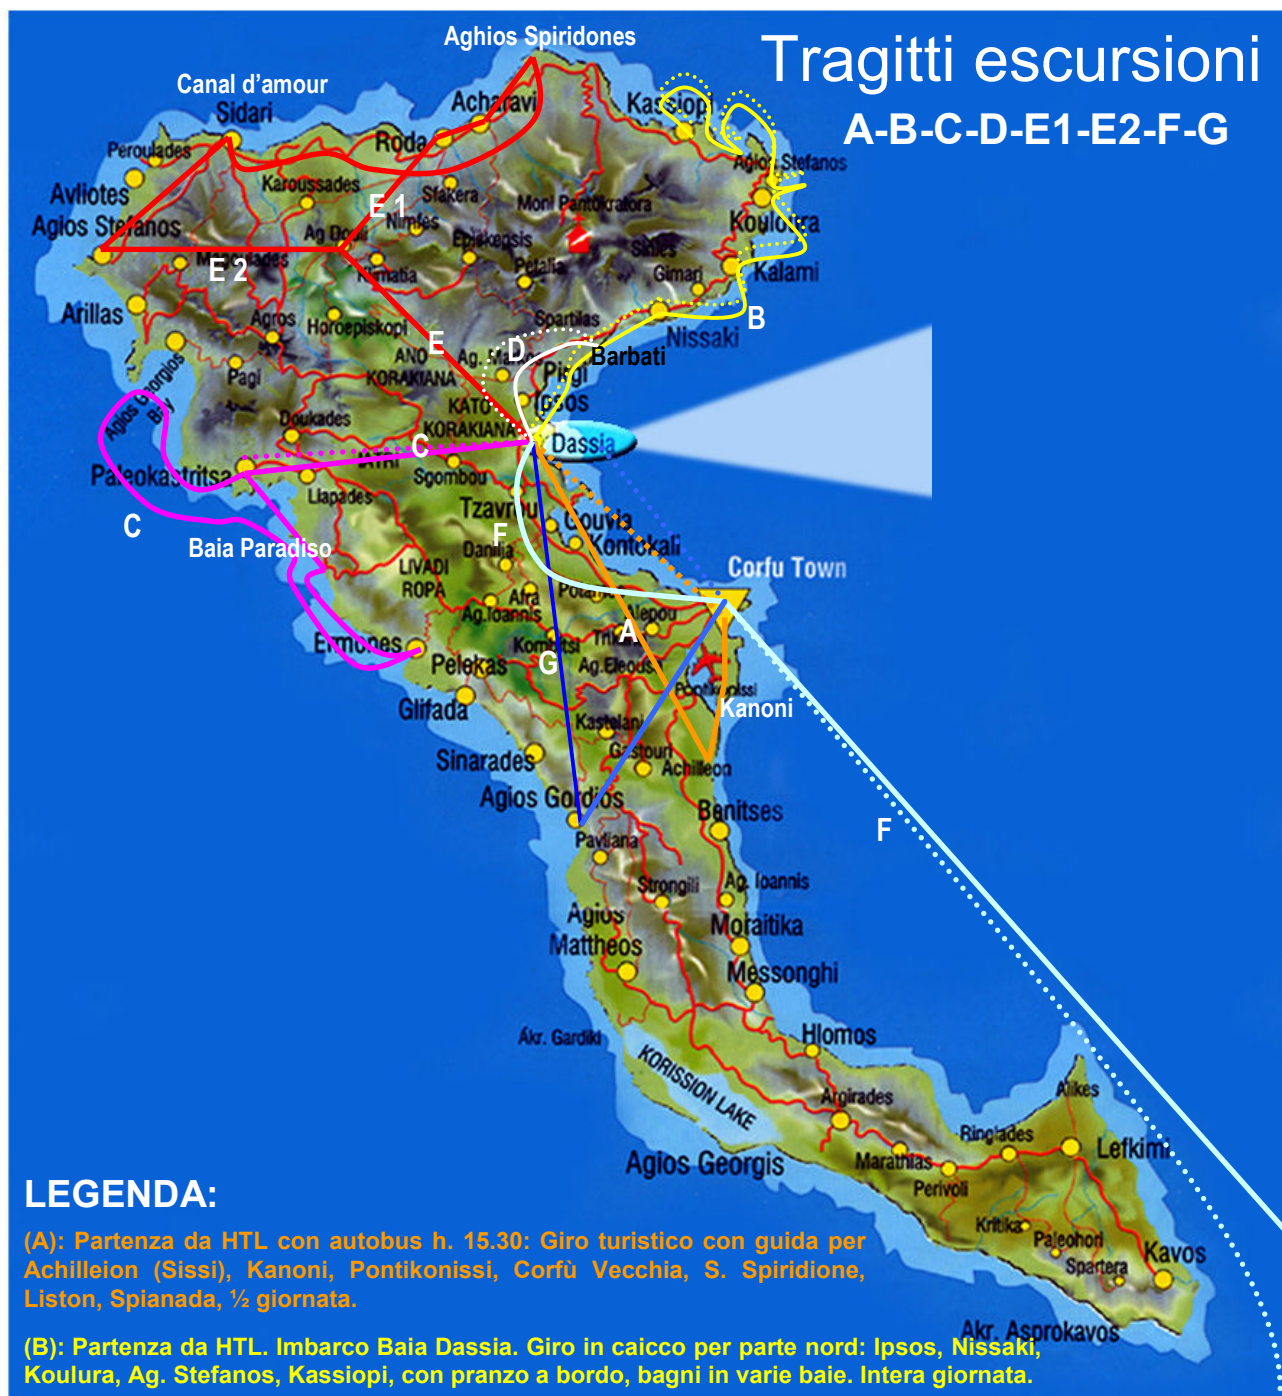 Aghios Spiridones
Tragitti escursioni
A-B-C-D-E1-E2-F-G
Canal d'amour
Sidari
Acharavi
Kassiopi
Roda
Peroulades
Agios Stefanos
Avliotes
Karoussades
Sfakera
Moni Pantokratora
E 1
Nimfes
Kouloura
Agios Stefanos
Ag Douli
Episkepsis
Sinies
E 2
Klimatia
Petalia
Gimari
Kalami
Arillas
Agros
Horoepiskopi
Spartilas
B
Nissaki
E
D
Barbati
Agios Georgios
Bay
Pagi
ANO
KORAKIANA
Ag. Markos
Pirgi
Ipsos
KATO
KORAKIANA
Doukades
Dassia
C
Paleokastritsa
Liapades
Sgombou
Tzavrou
Gouvia
C
Baia Paradiso
F
Kontokali
Danilia
LIVADI
ROPA
Corfu Town
Afra
Potamos
Ag.Ioannis
Alepou
Ermones
Kombitsi
A
Pelekas
G
Ag.Eleousa
Pontikonissi
Glifada
Kanoni
Kastelani
Sinarades
Gastouri
Achilleon
Agios Gordios
Benitses
Pavliana
F
Strongili
Ag. Ioannis
Agios
Mattheos
Moraitika
Messonghi
Akr. Gardiki
Hlomos
KORISSION LAKE
Argirades
Alikes
Ringlades
Lefkimi
Agios Georgis
Marathias
Perivoli
Kritika
Paleohori
Kavos
Spartera
Akr. Asprokavos
LEGENDA:
(A): Partenza da HTL con autobus h. 15.30: Giro turistico con guida per
Achilleion (Sissi), Kanoni, Pontikonissi, Corfù Vecchia, S. Spiridione,
Liston, Spianada, ½ giornata.
(B): Partenza da HTL. Imbarco Baia Dassia. Giro in caicco per parte nord: Ipsos, Nissaki,
Koulura, Ag. Stefanos, Kassiopi, con pranzo a bordo, bagni in varie baie. Intera giornata.